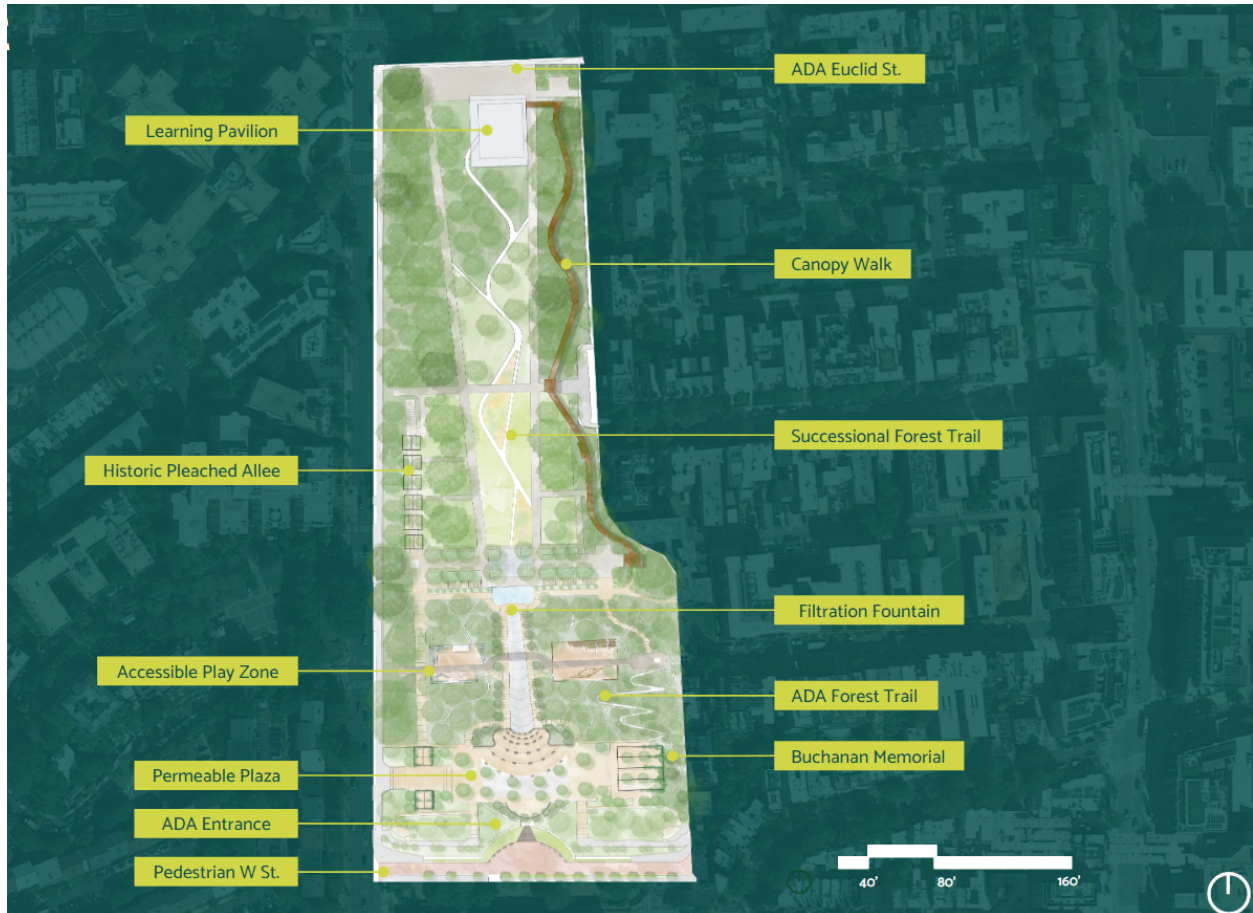 ADA Euclid St.
Learning Pavilion
Canopy Walk
Successional Forest Trail
Historic Pleached Allee
Filtration Fountain
Accessible Play Zone
ADA Forest Trail
Buchanan Memorial
Permeable Plaza
ADA Entrance
Pedestrian W St.
40' 80' 160'